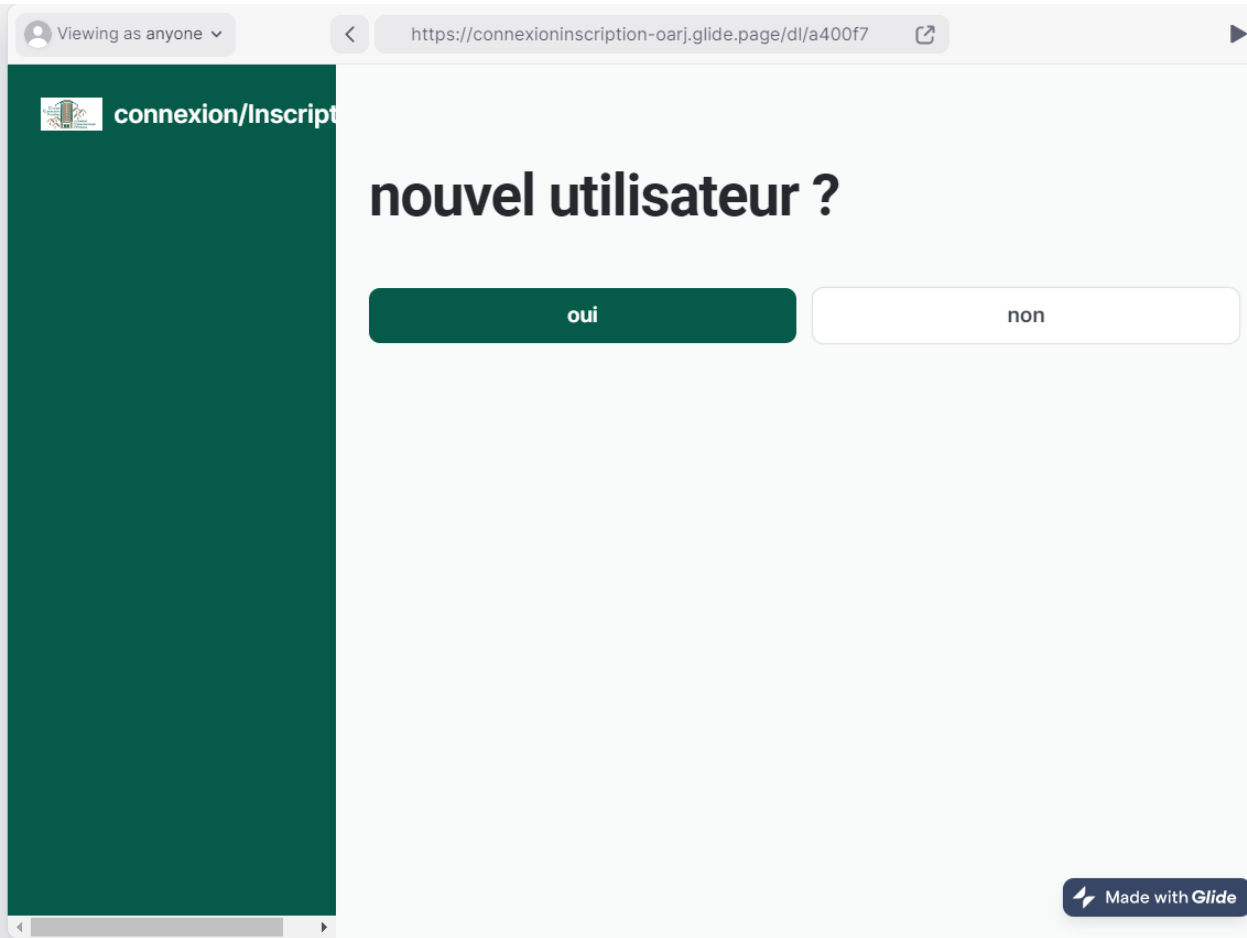 Viewing as anyone
https://connexioninscription-oarj.glide.page/dl/a400f7
connexion/Inscript
nouvel utilisateur ?
oui
non
Made with Glide